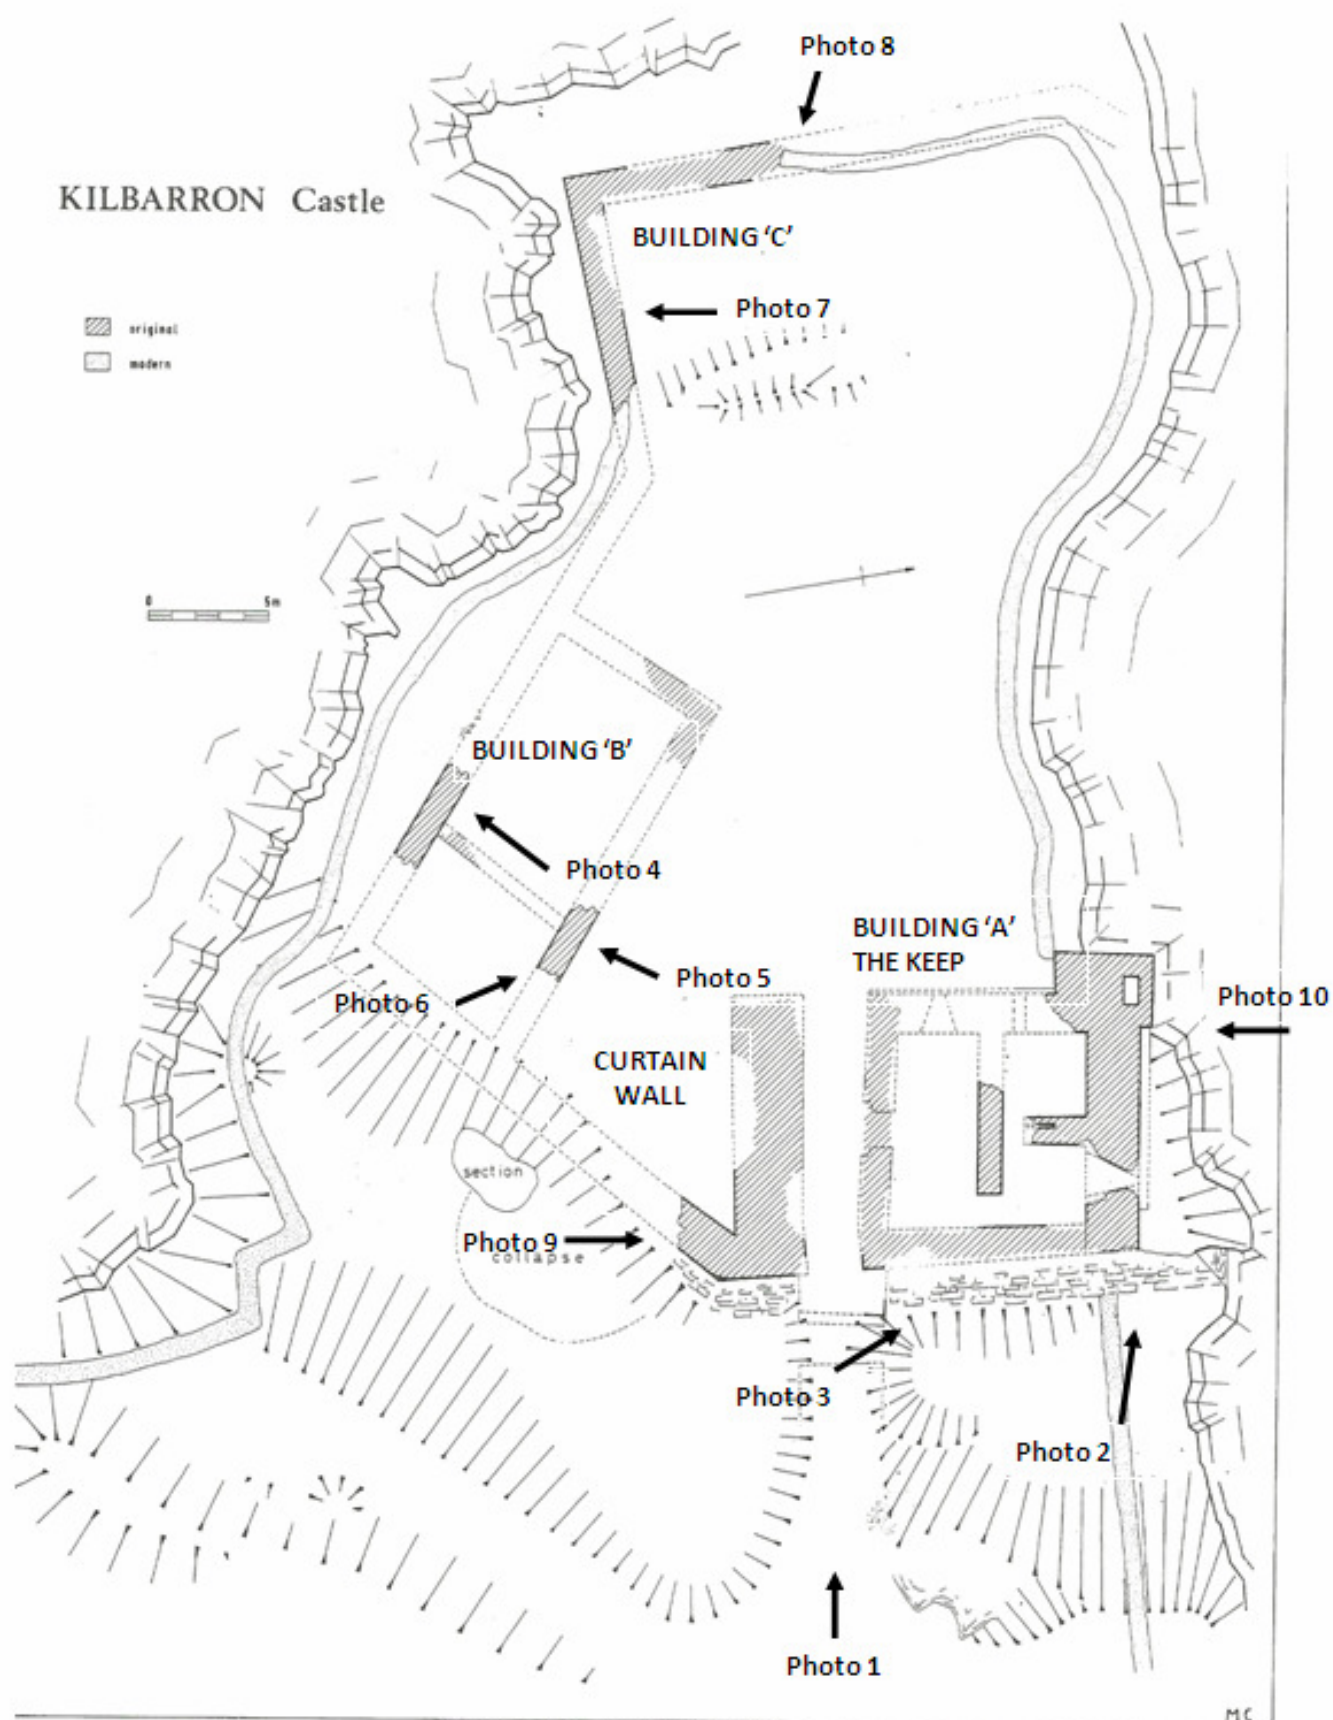 Photo 8
KILBARRON Castle
BUILDING ‘C’
Photo 7
original
modern
0 5m
BUILDING ‘B’
Photo 4
BUILDING ‘A’
THE KEEP
Photo 5
Photo 6
Photo 10
CURTAIN
WALL
section
Photo 9
collapse
Photo 3
Photo 2
Photo 1
M.C